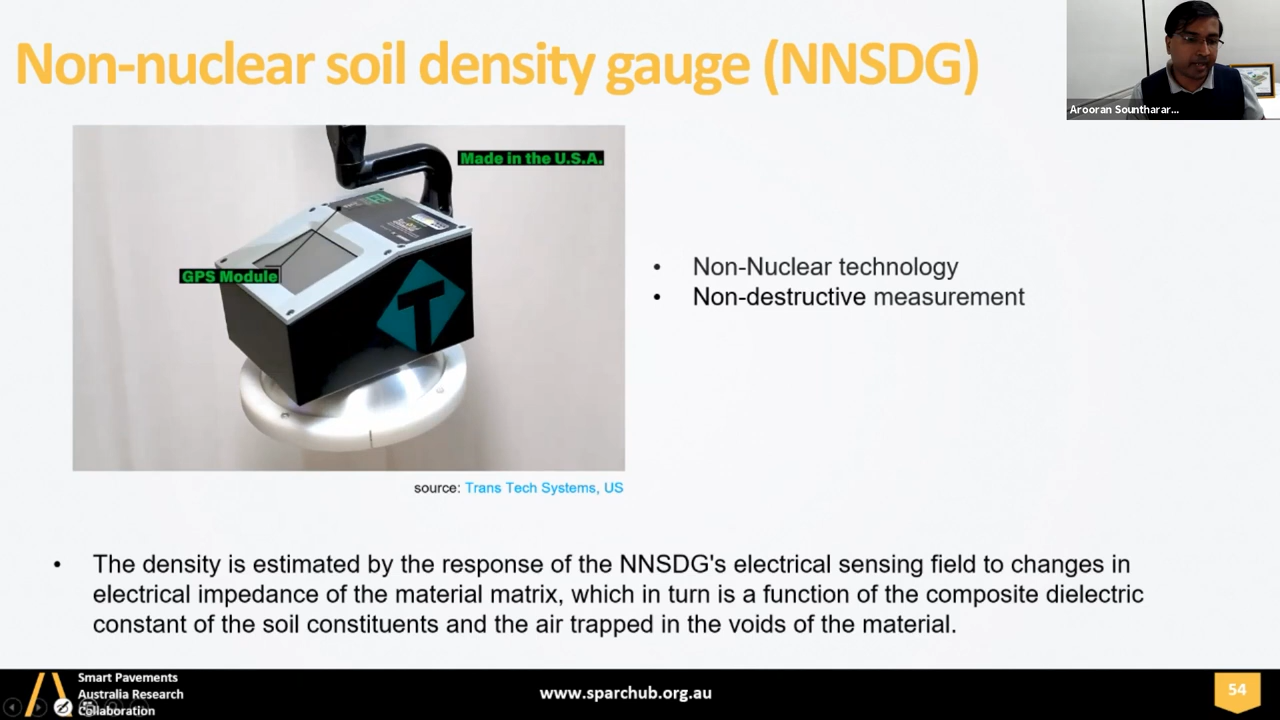 Non-nuclear soil density gauge (NNSDG)
Arooran Sountharar...
Made in the U.S.A.
GPS Module
T
• Non-Nuclear technology
• Non-destructive measurement
source: Trans Tech Systems, US
• The density is estimated by the response of the NNSDG's electrical sensing field to changes in
electrical impedance of the material matrix, which in turn is a function of the composite dielectric
constant of the soil constituents and the air trapped in the voids of the material.
Smart Pavements
Australia Research
Collaboration
www.sparchub.org.au
54